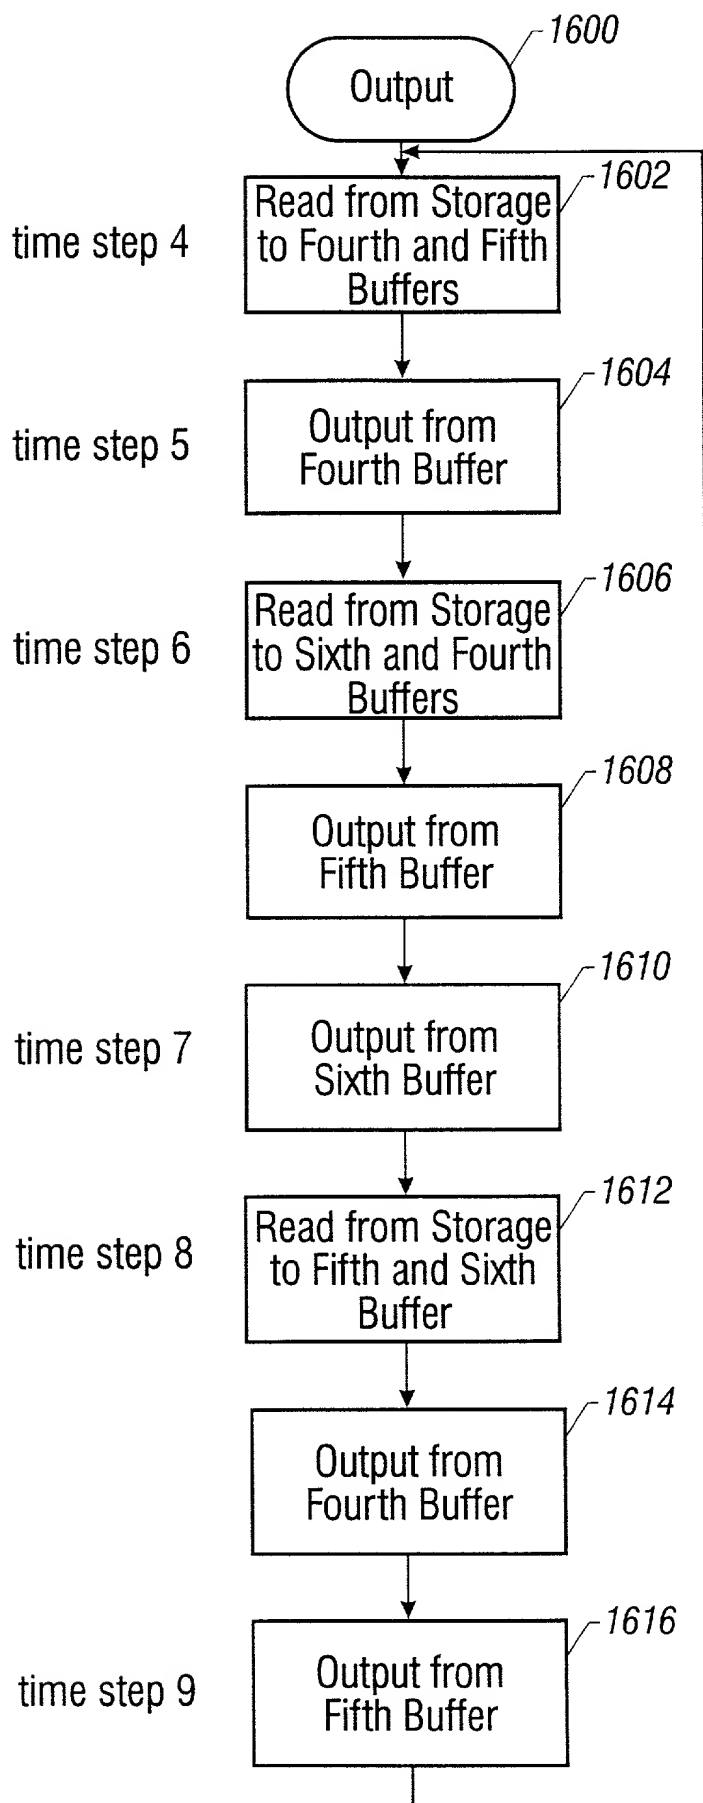 1600
Output
1602
time step 4
Read from Storage
to Fourth and Fifth
Buffers
1604
time step 5
Output from
Fourth Buffer
1606
time step 6
Read from Storage
to Sixth and Fourth
Buffers
1608
Output from
Fifth Buffer
1610
time step 7
Output from
Sixth Buffer
1612
time step 8
Read from Storage
to Fifth and Sixth
Buffer
1614
Output from
Fourth Buffer
1616
time step 9
Output from
Fifth Buffer